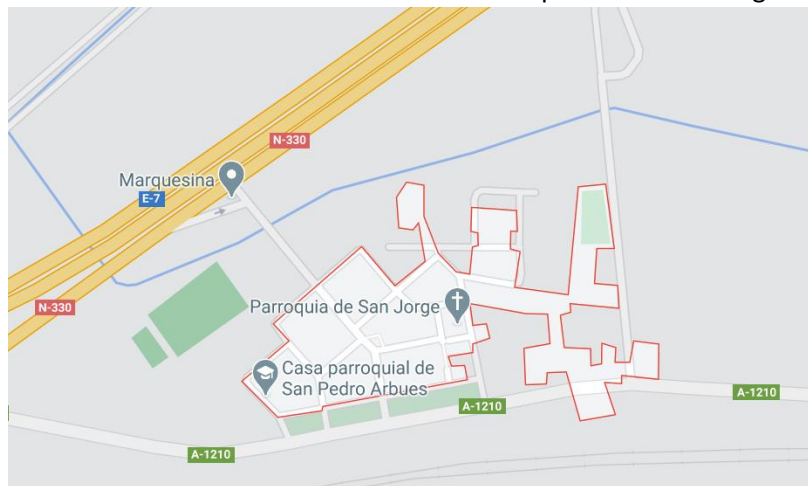 N-330
Marquesina
E-7
N-330
Parroquia de San Jorge
Casa parroquial de
San Pedro Arbues
A-1210
A-1210
A-1210